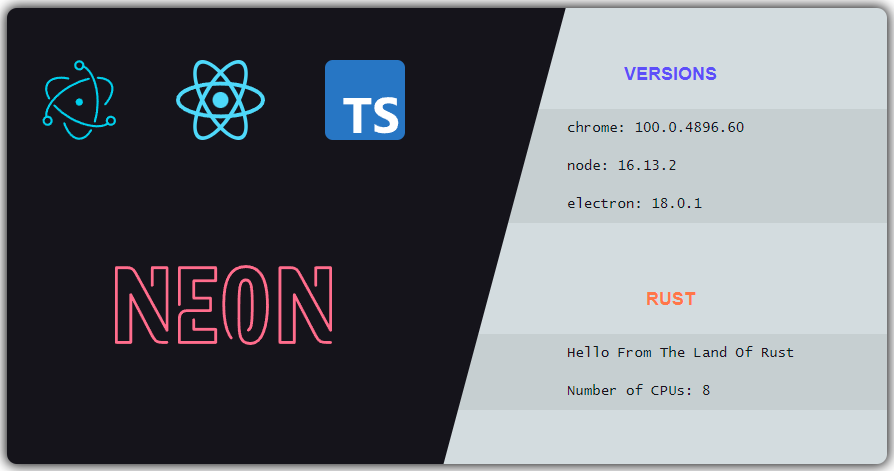 TS
NEON
VERSIONS
chrome: 100.0.4896.60
node: 16.13.2
electron: 18.0.1
RUST
Hello From The Land Of Rust
Number of CPUs: 8